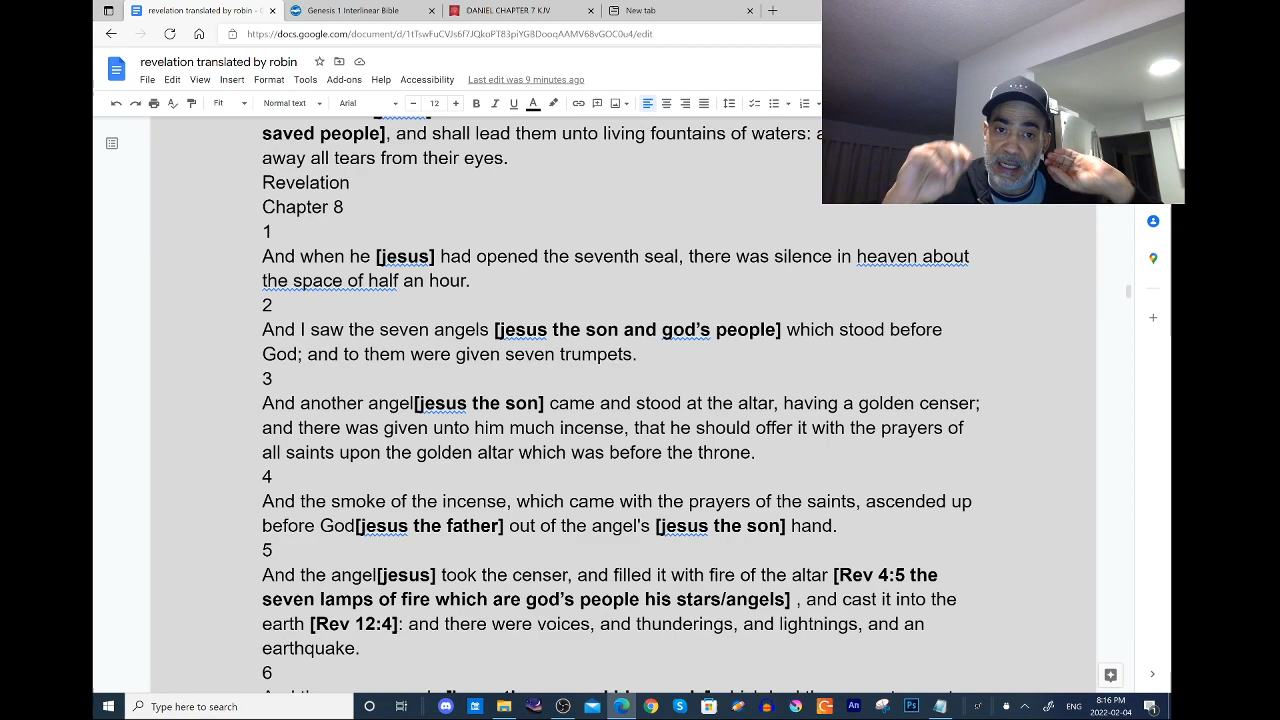 revelation translated by robin - G
Genesis 1 Interlinear Bible
DANIEL CHAPTER 7 KJV
New tab
https://docs.google.com/document/d/1tTswFuCVJs6f7JQkoPT83piYGBDooqAAMV68vGOC0u4/edit
revelation translated by robin
File Edit View Insert Format Tools Add-ons Help Accessibility Last edit was 9 minutes ago
Fit Normal text Arial 12 B I U A
saved people], and shall lead them unto living fountains of waters:
away all tears from their eyes.
Revelation
Chapter 8
1
And when he [jesus] had opened the seventh seal, there was silence in heaven about
the space of half an hour.
2
And I saw the seven angels [jesus the son and god’s people] which stood before
God; and to them were given seven trumpets.
3
And another angel[jesus the son] came and stood at the altar, having a golden censer;
and there was given unto him much incense, that he should offer it with the prayers of
all saints upon the golden altar which was before the throne.
4
And the smoke of the incense, which came with the prayers of the saints, ascended up
before God[jesus the father] out of the angel's [jesus the son] hand.
5
And the angel[jesus] took the censer, and filled it with fire of the altar [Rev 4:5 the
seven lamps of fire which are god’s people his stars/angels] , and cast it into the
earth [Rev 12:4]: and there were voices, and thunderings, and lightnings, and an
earthquake.
6
Type here to search
An
Ps
ENG
8:16 PM
2022-02-04